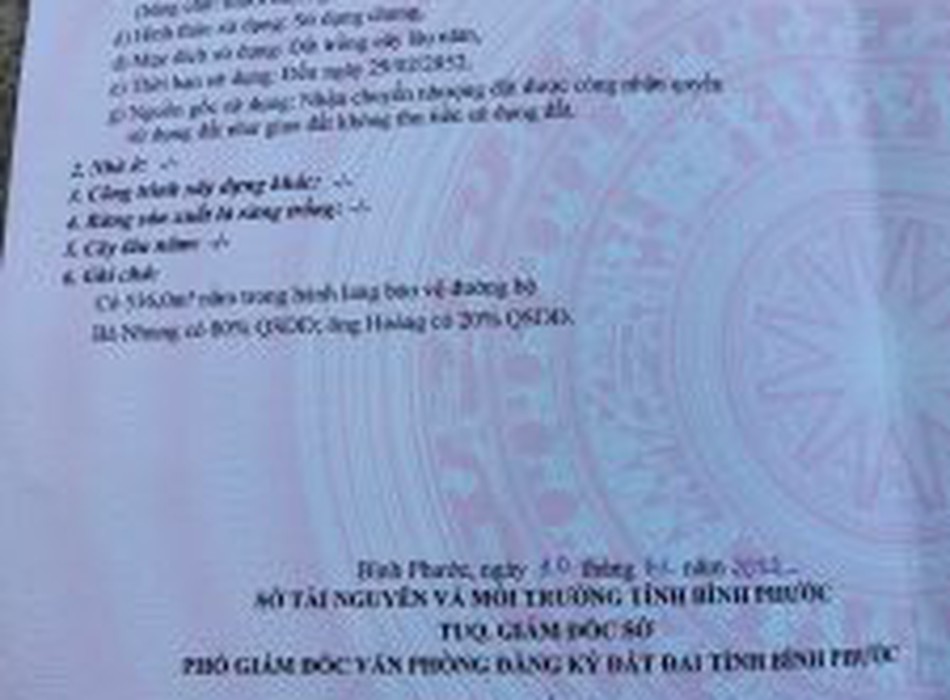 c) Hình thức sử dụng: Sử dụng chung,
d) Mục đích sử dụng: Đất trồng cây lâu năm,
e) Thời hạn sử dụng: Đến ngày 29/02/2052,
g) Nguồn gốc sử dụng: Nhận chuyển nhượng đất được công nhận quyền
sử dụng đất như giao đất không thu tiền sử dụng đất.
2. Nhà ở: -/-
3. Công trình xây dựng khác: -/-
4. Rừng sản xuất là rừng trồng: -/-
5. Cây lâu năm: -/-
6. Ghi chú:
Có m² nằm trong hành lang bảo vệ đường bộ
Bà Nhung có 80% QSDĐ; ông Hoàng có 20% QSDĐ.
Bình Phước, ngày tháng năm
SỞ TÀI NGUYÊN VÀ MÔI TRƯỜNG TỈNH BÌNH PHƯỚC
TUQ. GIÁM ĐỐC SỞ
PHÓ GIÁM ĐỐC VĂN PHÒNG ĐĂNG KÝ ĐẤT ĐAI TỈNH BÌNH PHƯỚC